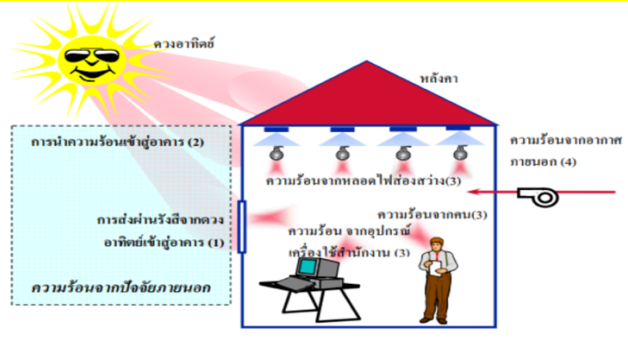 ดวงอาทิตย์
หลังคา
การนำความร้อนเข้าสู่อาคาร (2)
ความร้อนจากอากาศ
ภายนอก (4)
ความร้อนจากหลอดไฟส่องสว่าง(3)
การส่งผ่านรังสีจากดวง
อาทิตย์เข้าสู่อาคาร (1)
ความร้อนจากคน(3)
ความร้อน จากอุปกรณ์
เครื่องใช้สำนักงาน (3)
ความร้อนจากปัจจัยภายนอก